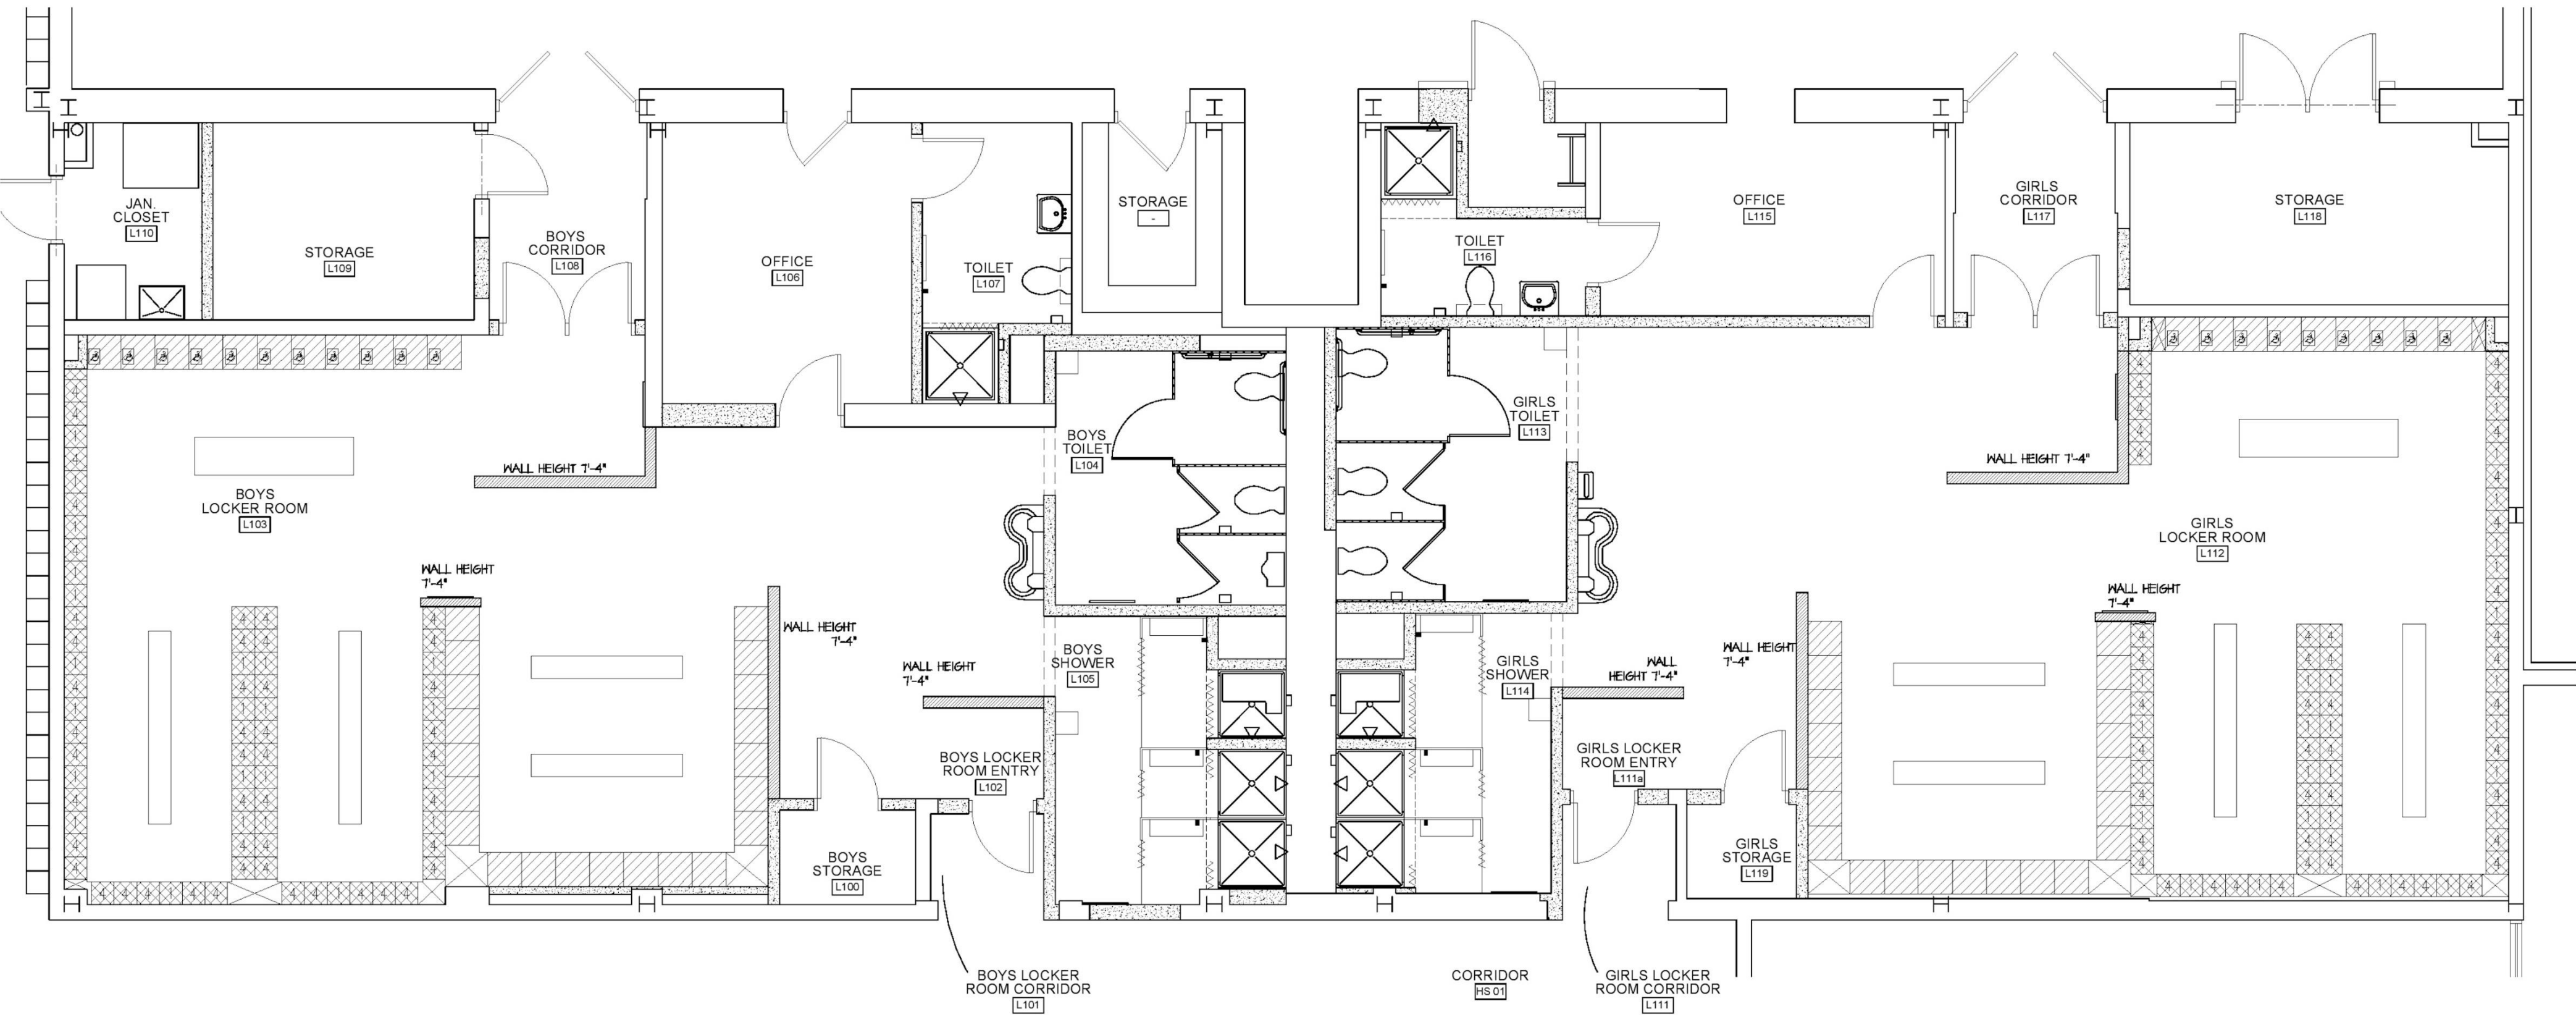 JAN.
CLOSET
L110
STORAGE
L109
BOYS
CORRIDOR
L108
OFFICE
L106
TOILET
L107
STORAGE
-
TOILET
L116
OFFICE
L115
GIRLS
CORRIDOR
L117
STORAGE
L118
BOYS
LOCKER ROOM
L103
WALL HEIGHT 7'-4"
WALL HEIGHT
7'-4"
WALL HEIGHT
7'-4"
WALL HEIGHT
7'-4"
BOYS
TOILET
L104
GIRLS
TOILET
L113
WALL HEIGHT 7'-4"
GIRLS
LOCKER ROOM
L112
WALL HEIGHT
7'-4"
WALL HEIGHT
7'-4"
WALL
HEIGHT 7'-4"
BOYS
SHOWER
L105
GIRLS
SHOWER
L114
BOYS LOCKER
ROOM ENTRY
L102
GIRLS LOCKER
ROOM ENTRY
L111a
BOYS
STORAGE
L100
GIRLS
STORAGE
L119
BOYS LOCKER
ROOM CORRIDOR
L101
CORRIDOR
HS 01
GIRLS LOCKER
ROOM CORRIDOR
L111